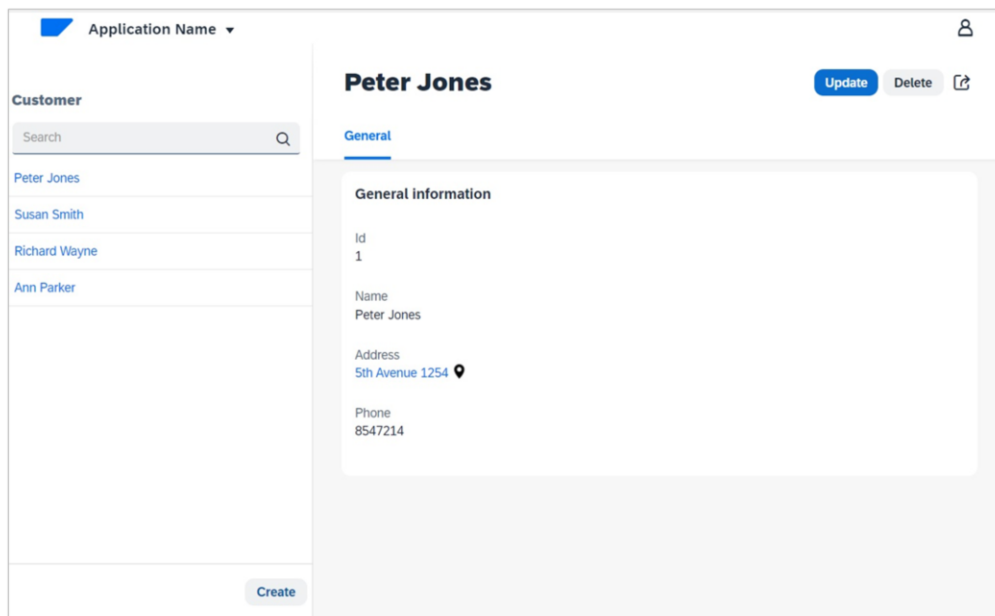 Application Name
Customer
Search
Peter Jones
Susan Smith
Richard Wayne
Ann Parker
Create
Peter Jones
Update Delete
General
General information
Id
1
Name
Peter Jones
Address
5th Avenue 1254
Phone
8547214